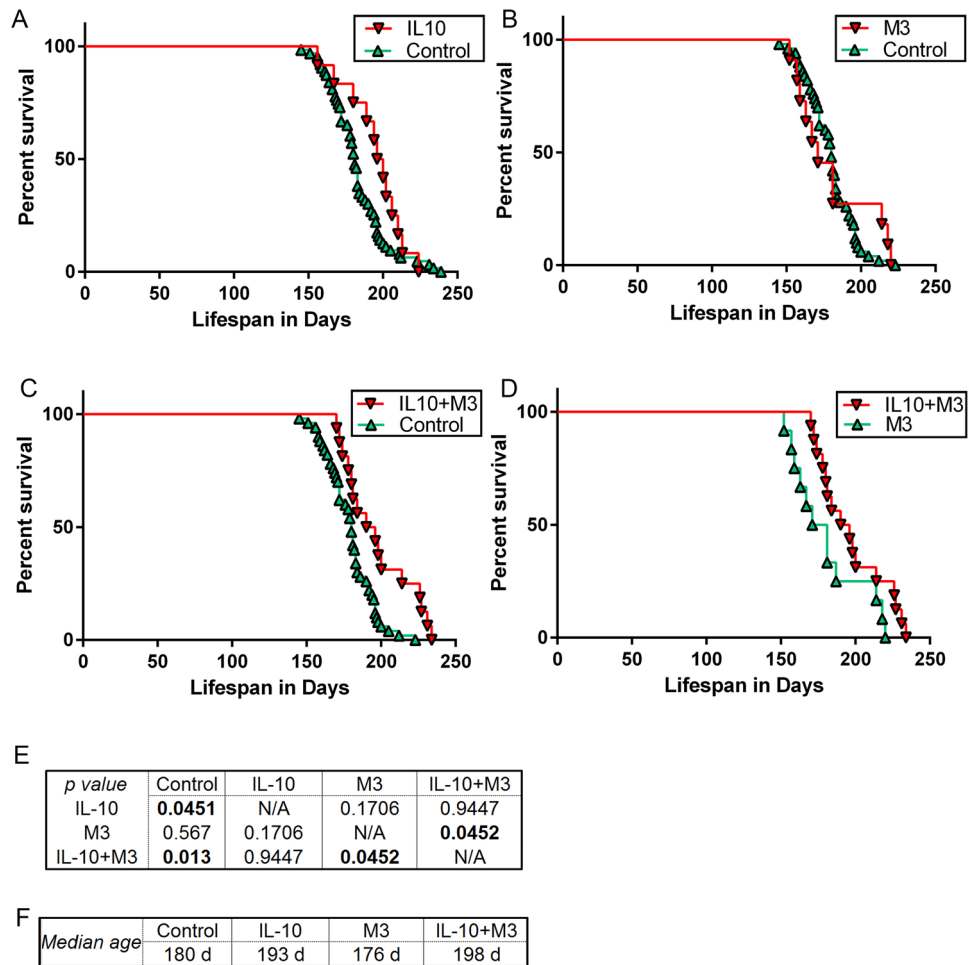 A
IL10
Control
100
50
0
Percent survival
0 50 100 150 200 250
Lifespan in Days
B
M3
Control
100
50
0
Percent survival
0 50 100 150 200 250
Lifespan in Days
C
IL10+M3
Control
100
50
0
Percent survival
0 50 100 150 200 250
Lifespan in Days
D
IL10+M3
M3
100
50
0
Percent survival
0 50 100 150 200 250
Lifespan in Days
E
p value Control IL-10 M3 IL-10+M3
IL-10 0.0451 N/A 0.1706 0.9447
M3 0.567 0.1706 N/A 0.0452
IL-10+M3 0.013 0.9447 0.0452 N/A
F
Median age Control IL-10 M3 IL-10+M3
180 d 193 d 176 d 198 d